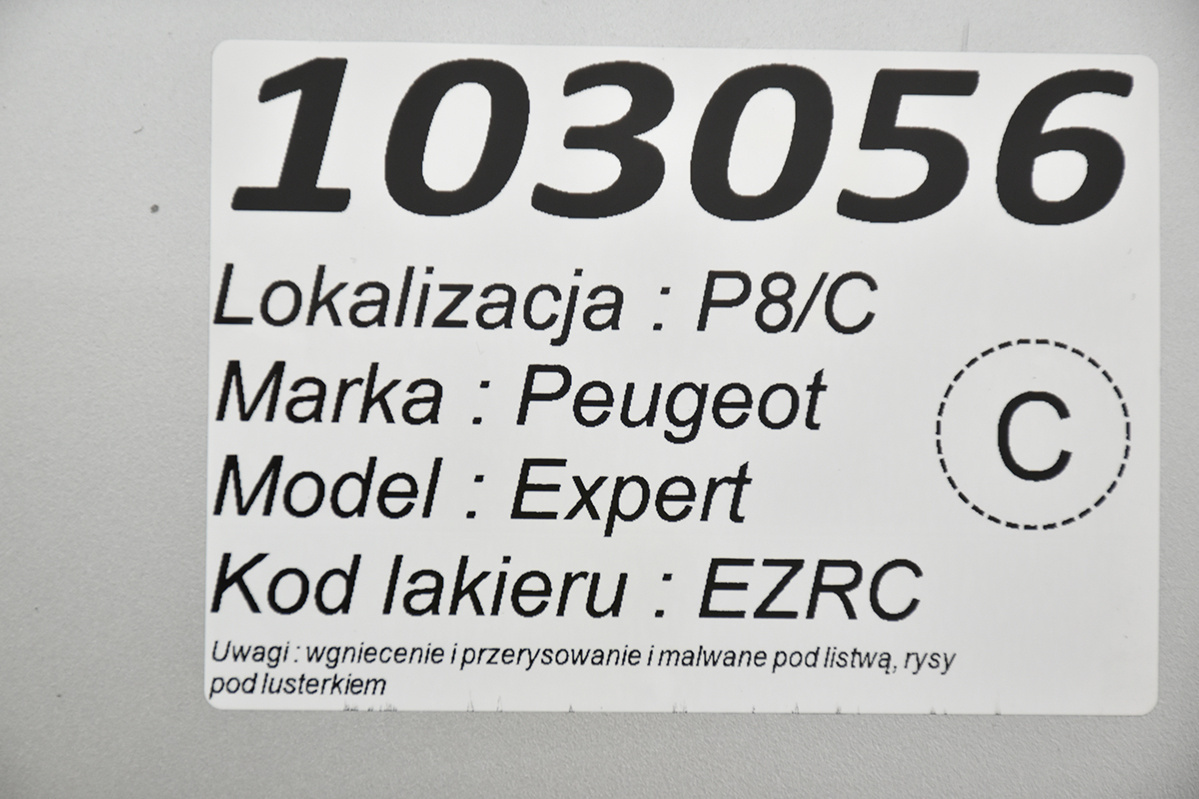 103056
Lokalizacja : P8/C
Marka : Peugeot
Model : Expert
C
Kod lakieru : EZRC
Uwagi : wgniecenie i przerysowanie i malwane pod listwą, rysy
pod lusterkiem